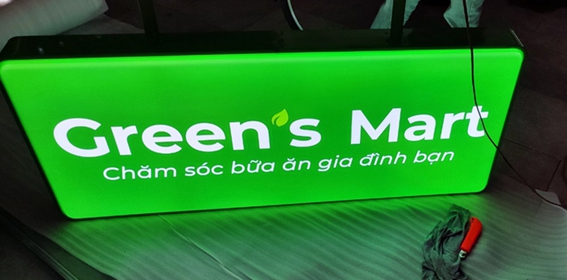 Green's Mart
Chăm sóc bữa ăn gia đình bạn